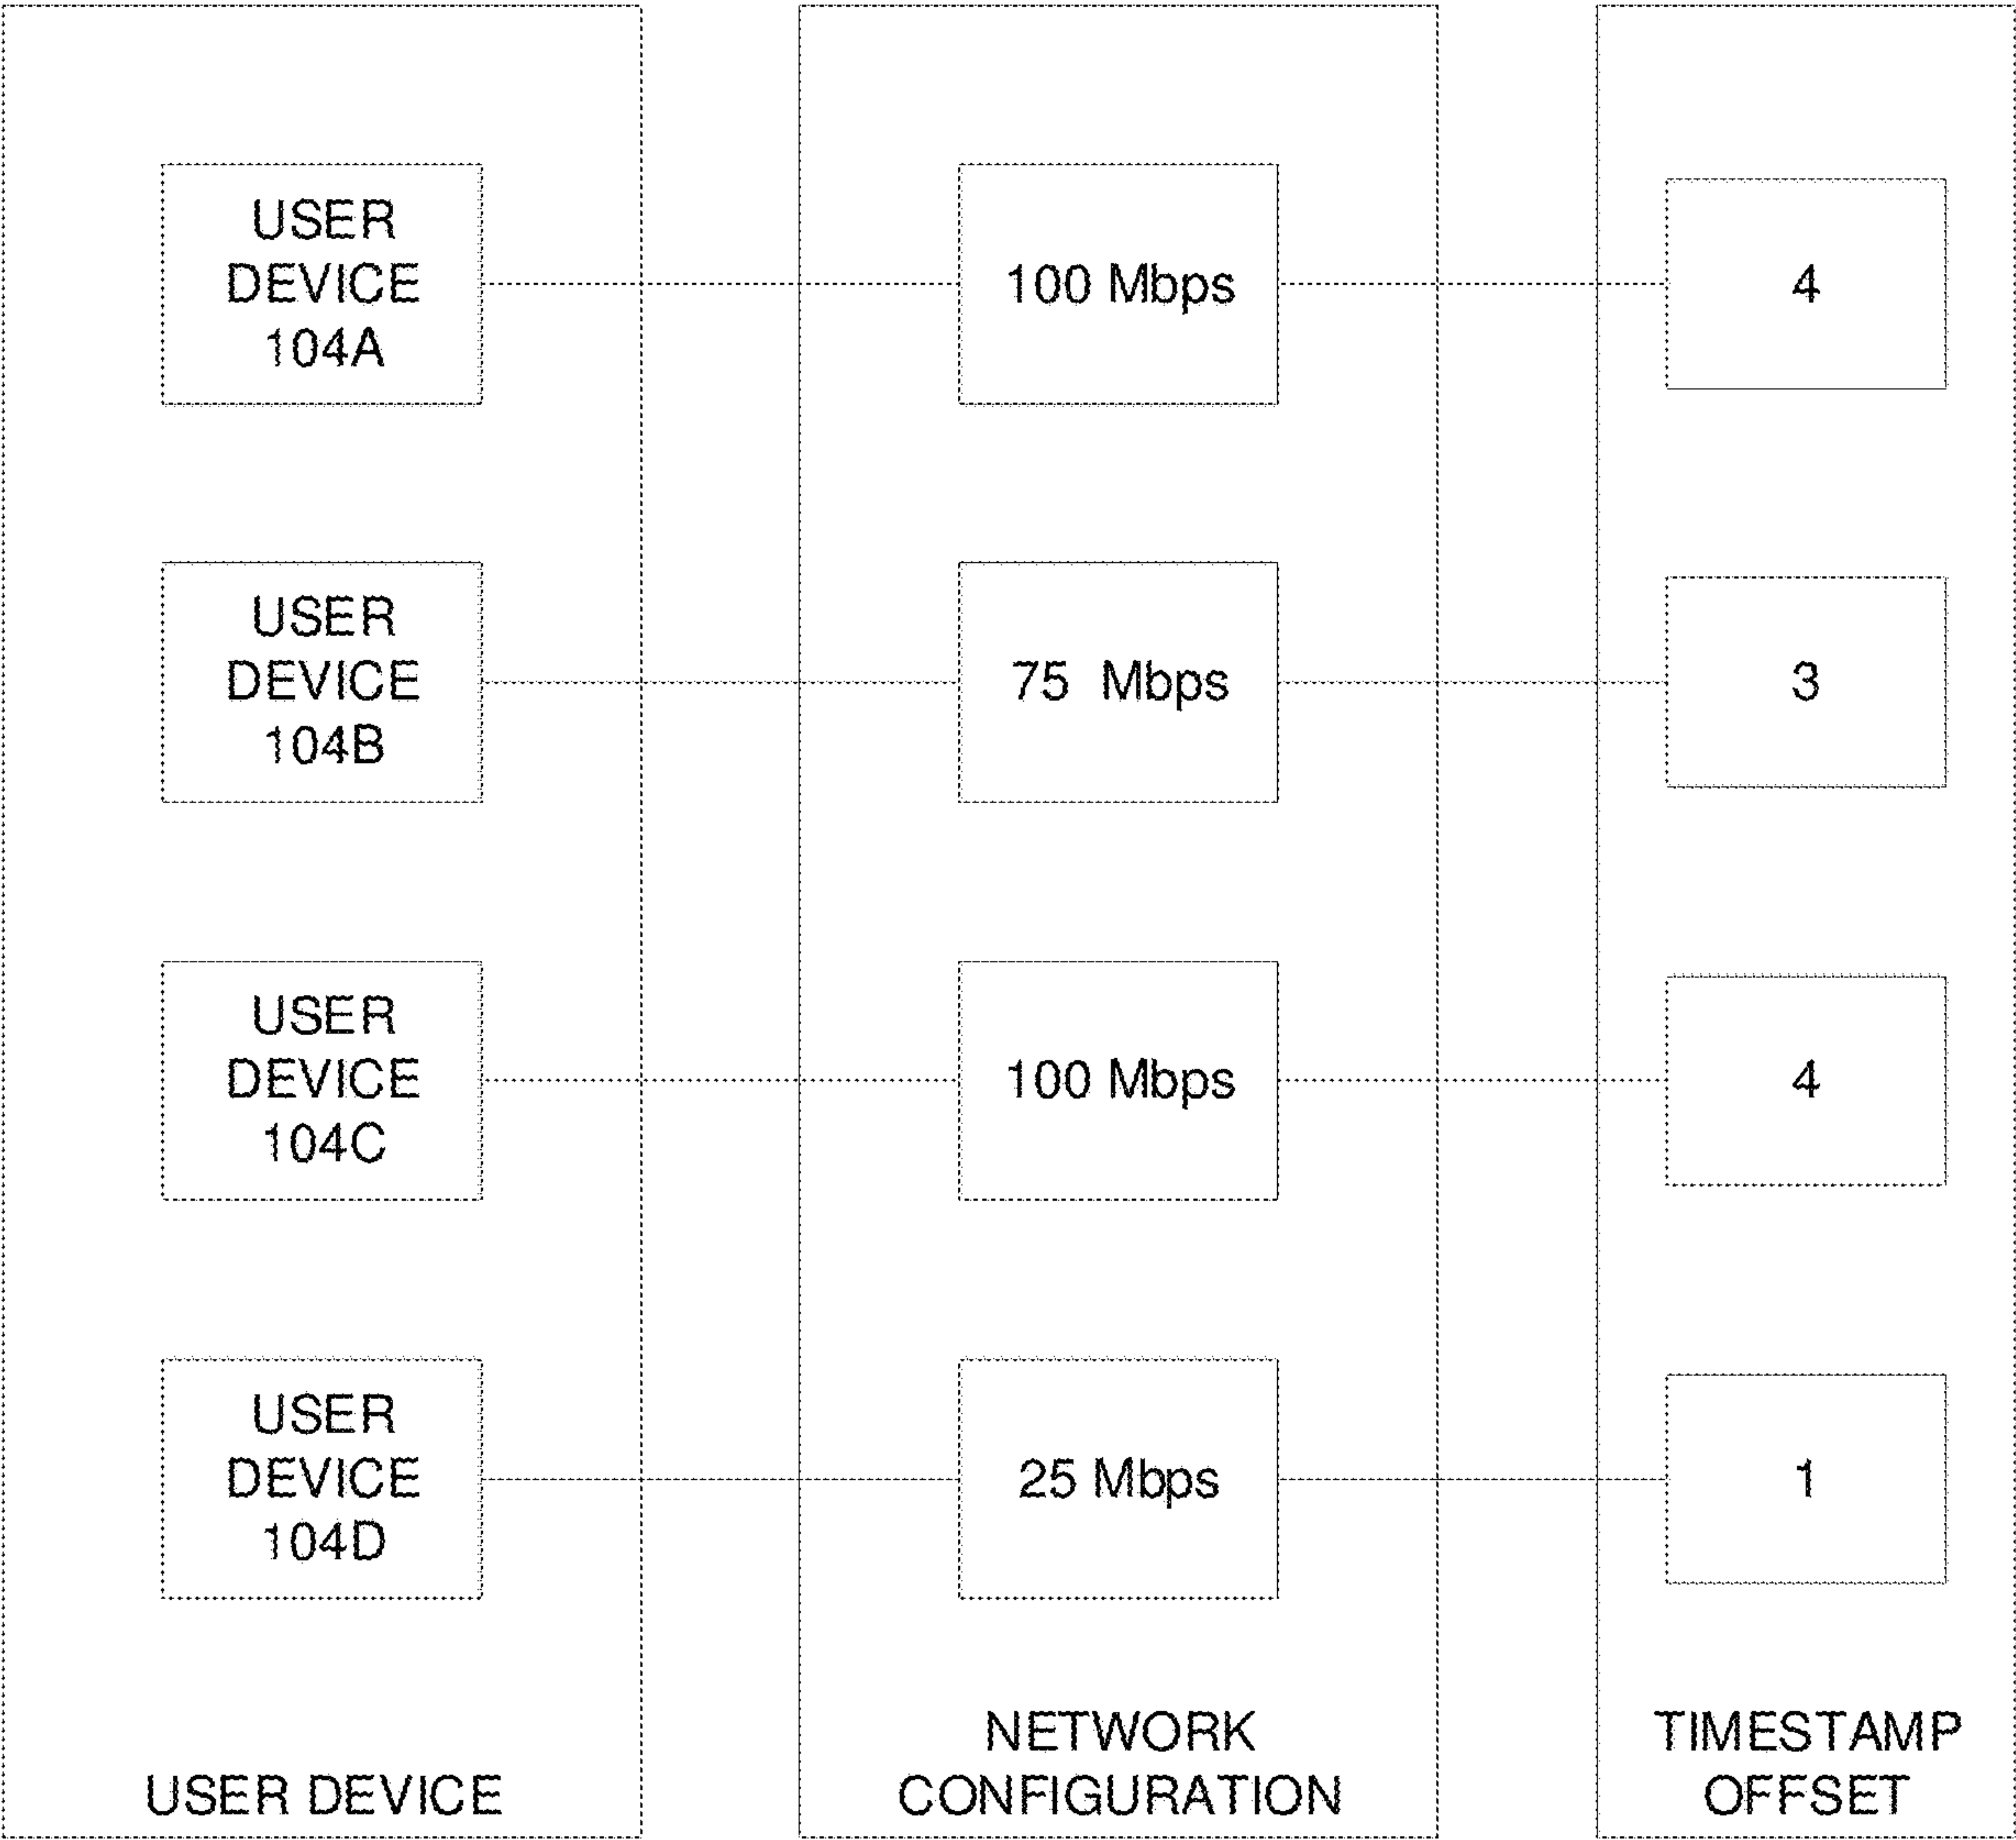 USER
DEVICE
104A
100 Mbps
4
USER
DEVICE
104B
75 Mbps
3
USER
DEVICE
104C
100 Mbps
4
USER
DEVICE
104D
25 Mbps
1
USER DEVICE
NETWORK
CONFIGURATION
TIMESTAMP
OFFSET